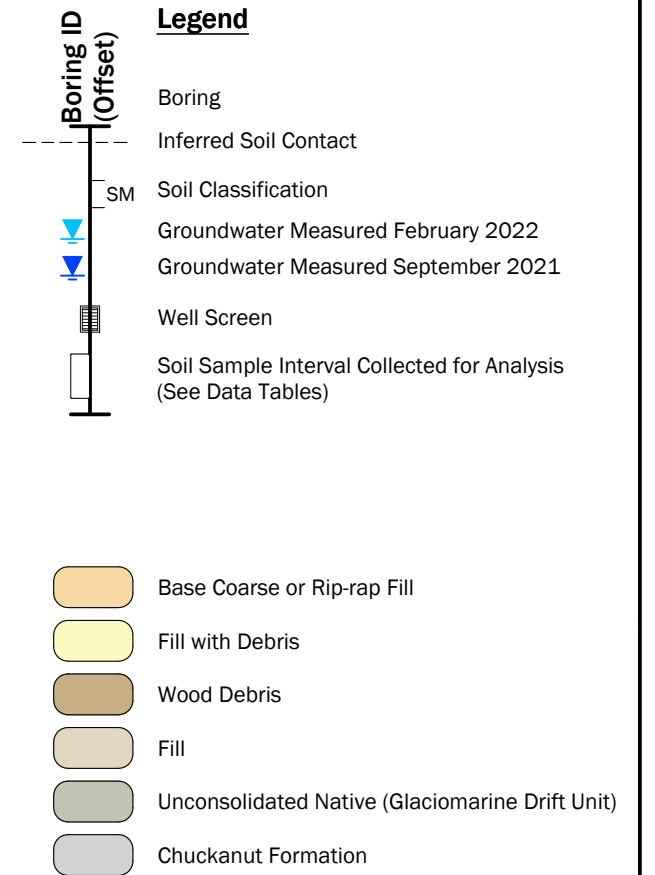 Legend
Boring ID
(Offset)
Boring
Inferred Soil Contact
SM
Soil Classification
Groundwater Measured February 2022
Groundwater Measured September 2021
Well Screen
Soil Sample Interval Collected for Analysis
(See Data Tables)
Base Coarse or Rip-rap Fill
Fill with Debris
Wood Debris
Fill
Unconsolidated Native (Glaciomarine Drift Unit)
Chuckanut Formation